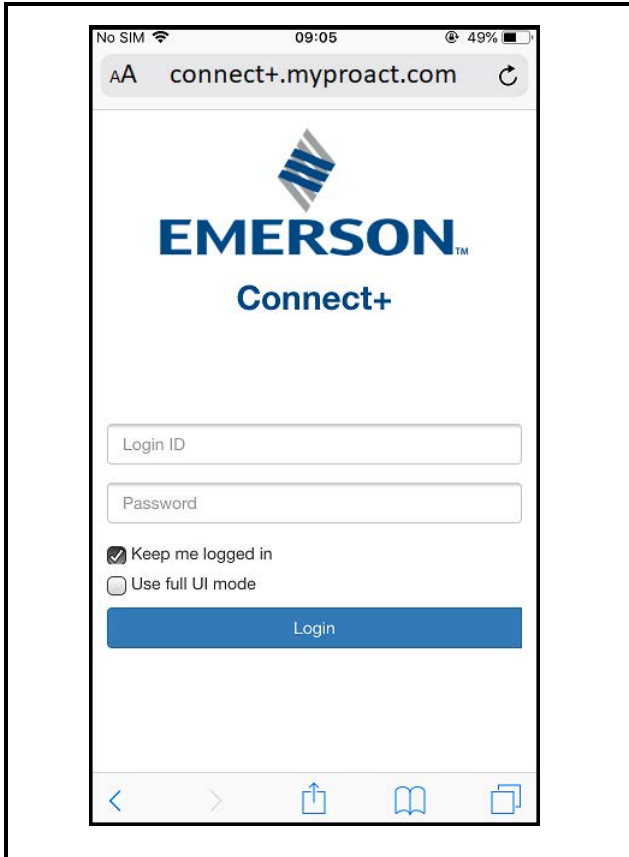 No SIM 09:05 49%
AA connect+.myproact.com
EMERSON™
Connect+
Login ID
Password
Keep me logged in
Use full UI mode
Login